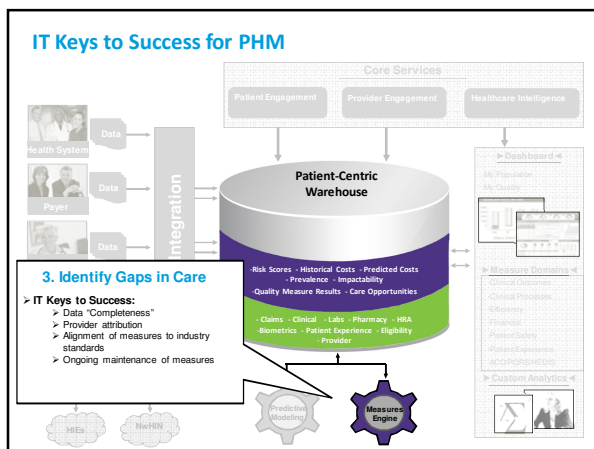 IT Keys to Success for PHM
Core Services
Patient Engagement
Provider Engagement
Healthcare Intelligence
Health System
Data
Payer
Data
Data
Integration
Patient-Centric
Warehouse
-Risk Scores - Historical Costs - Predicted Costs
- Prevalence - Impactability
-Quality Measure Results - Care Opportunities
- Claims - Clinical - Labs - Pharmacy - HRA
-Biometrics - Patient Experience - Eligibility
- Provider
►Dashboard◄
My Population
My Quality
►Measure Domains◄
Clinical Outcomes
Clinical Processes
Efficiency
Financial
Patient Safety
Patient Experience
ACO/PQRS/HEDIS
►Custom Analytics◄
Σ
3. Identify Gaps in Care
➢ IT Keys to Success:
➢ Data “Completeness”
➢ Provider attribution
➢ Alignment of measures to industry
standards
➢ Ongoing maintenance of measures
HIEs
NwHIN
Predictive
Modeling
Measures
Engine